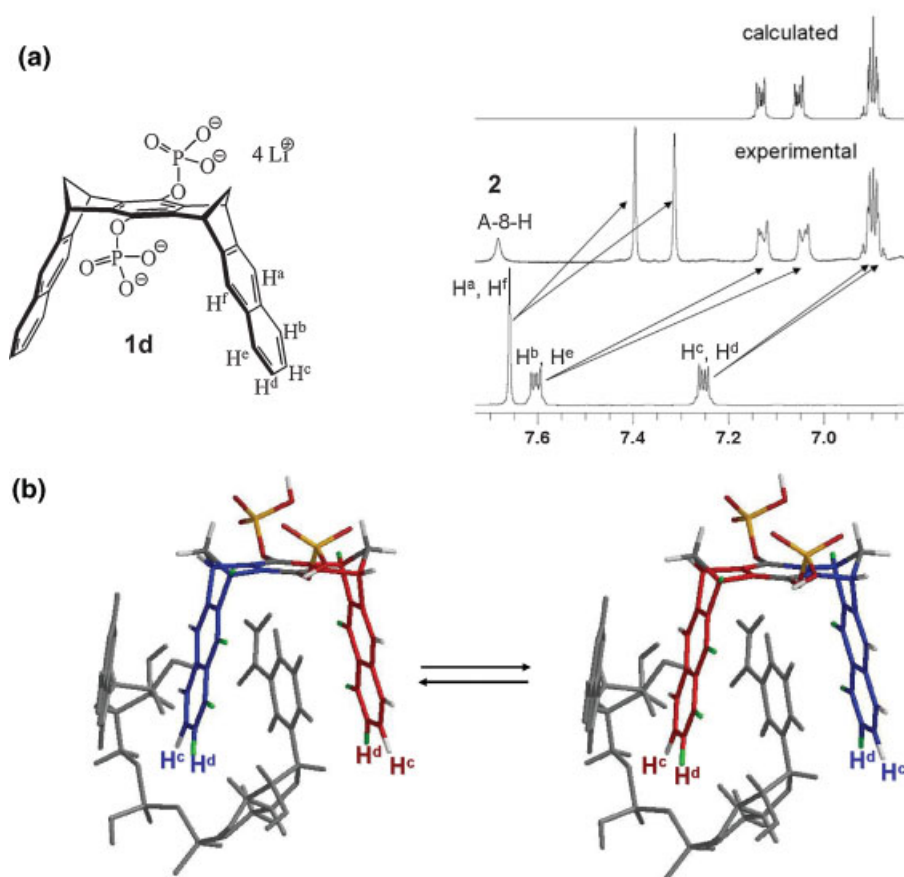 (a)
O
O⊖
P
O⊖
O
4 Li⊕
O
O⊖
O
P
O⊖
Hᵃ
Hᶠ
Hᵇ
Hᵉ
Hᵈ
Hᶜ
1d
calculated
experimental
2
A-8-H
Hᵃ, Hᶠ
Hᵇ Hᵉ
Hᶜ Hᵈ
7.6 7.4 7.2 7.0
(b)
Hᶜ Hᵈ Hᵈ Hᶜ
Hᶜ Hᵈ Hᵈ Hᶜ